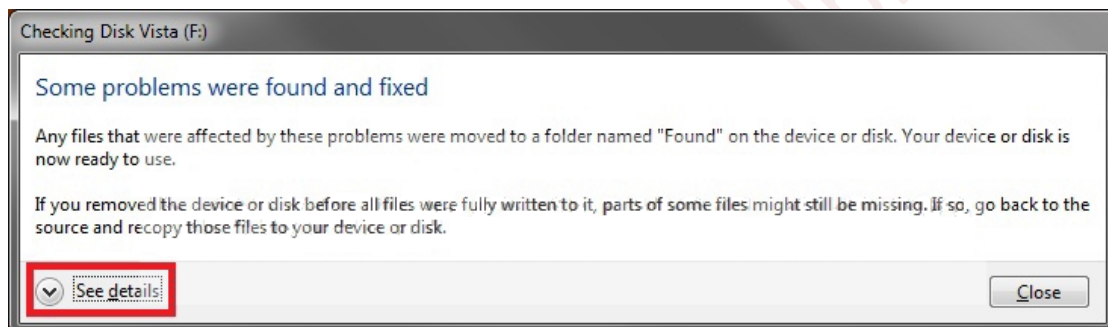 Checking Disk Vista (F:)
Some problems were found and fixed
Any files that were affected by these problems were moved to a folder named "Found" on the device or disk. Your device or disk is
now ready to use.
If you removed the device or disk before all files were fully written to it, parts of some files might still be missing. If so, go back to the
source and recopy those files to your device or disk.
See details
Close